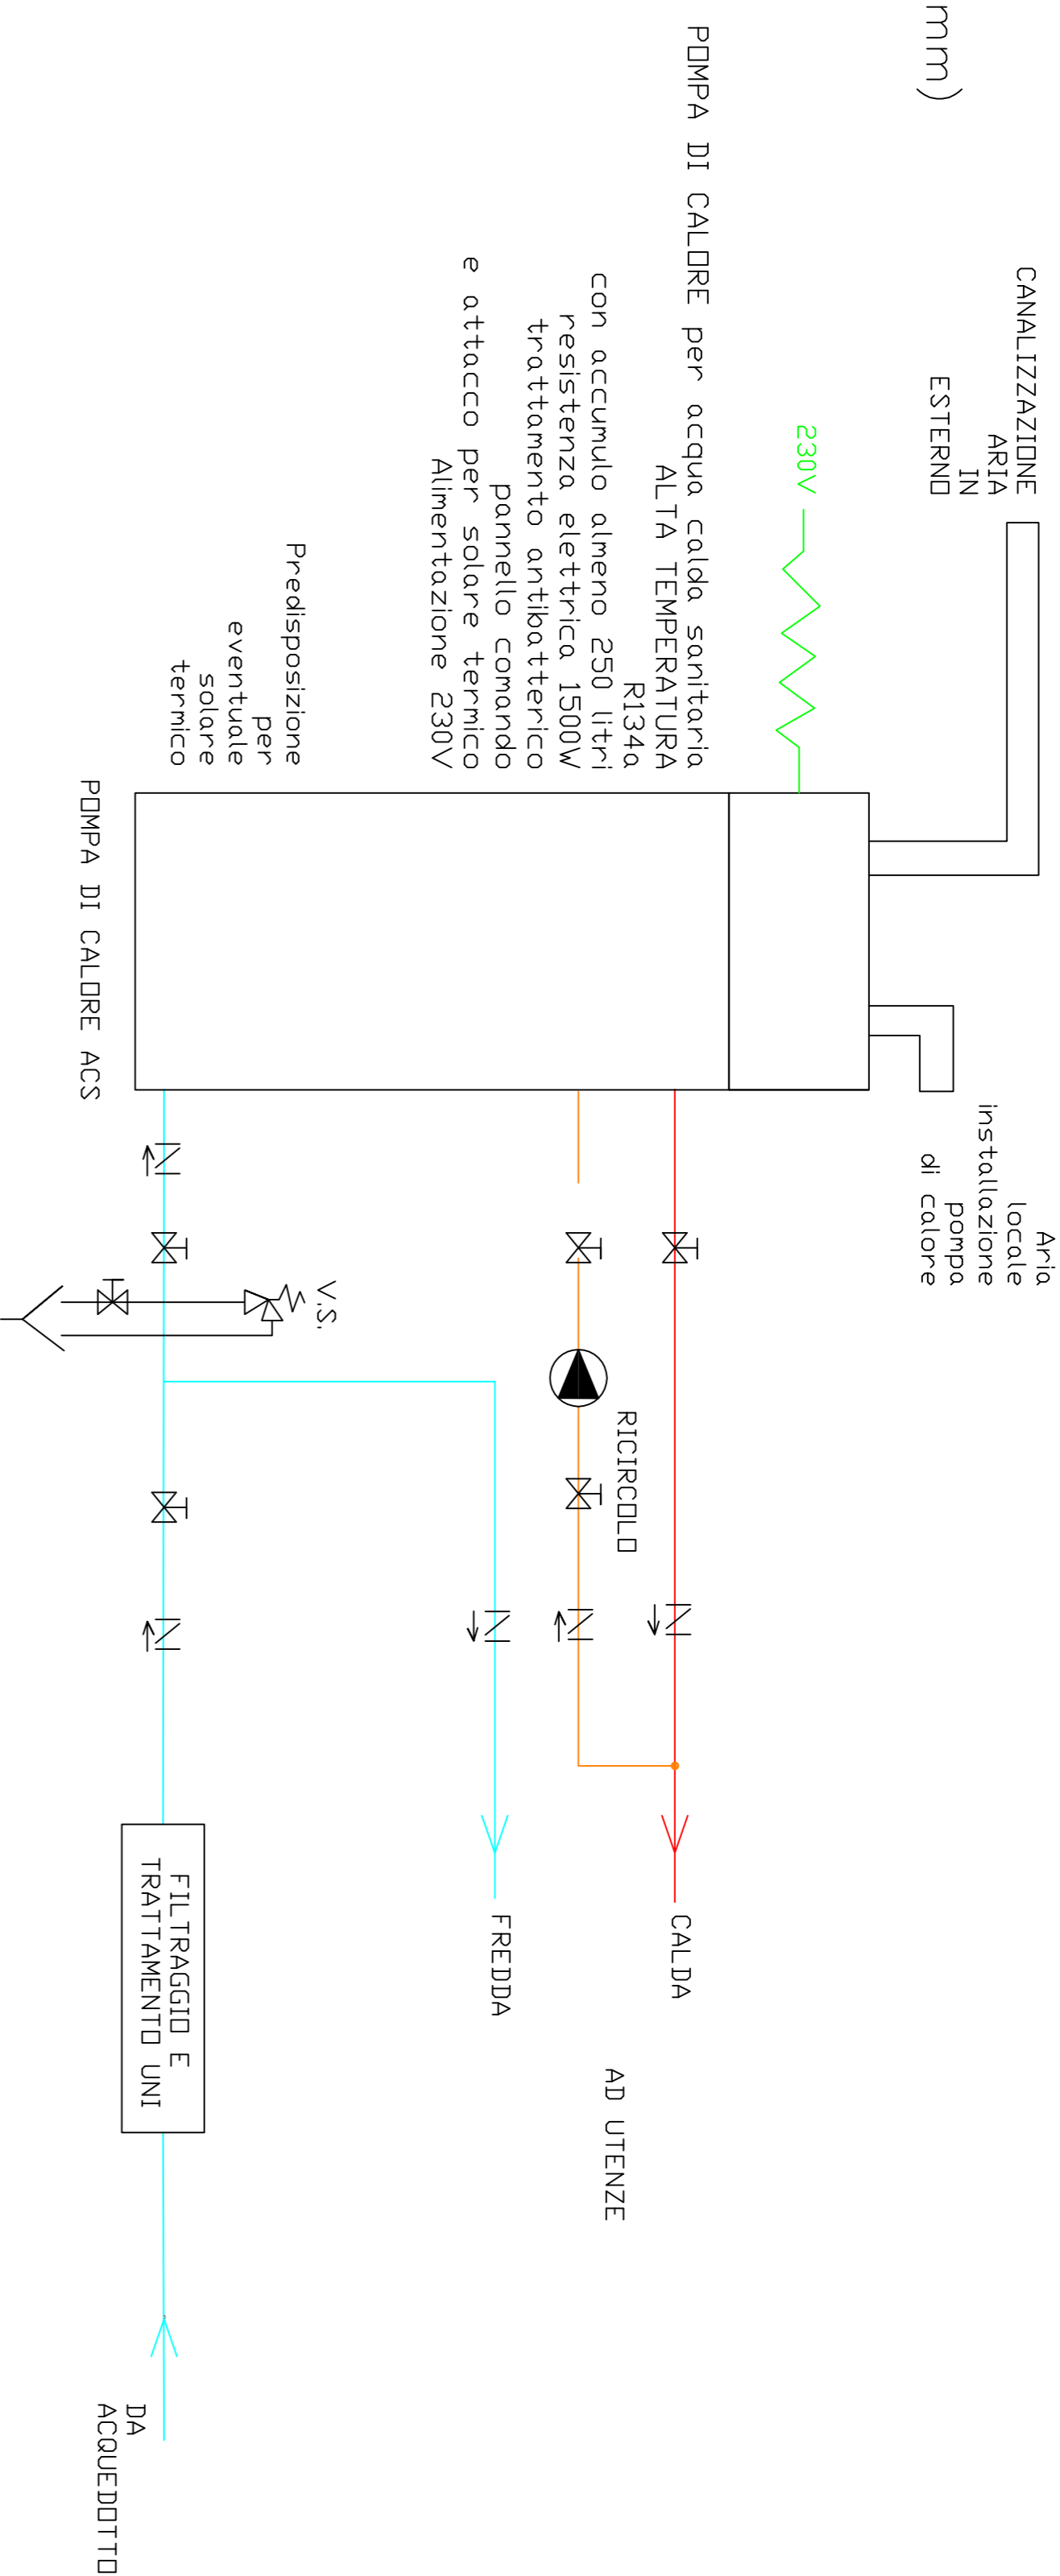 mm)
CANALIZZAZIONE
ARIA
IN
ESTERNO
Aria
locale
installazione
pompa
di calore
230V
POMPA DI CALORE per acqua calda sanitaria
ALTA TEMPERATURA
R134a
con accumulo almeno 250 litri
resistenza elettrica 1500W
trattamento antibatterico
pannello comando
e attacco per solare termico
Alimentazione 230V
CALDA
RICIRCOLO
AD UTENZE
FREDDA
Predisposizione
per
eventuale
solare
termico
V.S.
FILTRAGGIO E
TRATTAMENTO UNI
DA
ACQUEDOTTO
POMPA DI CALORE ACS